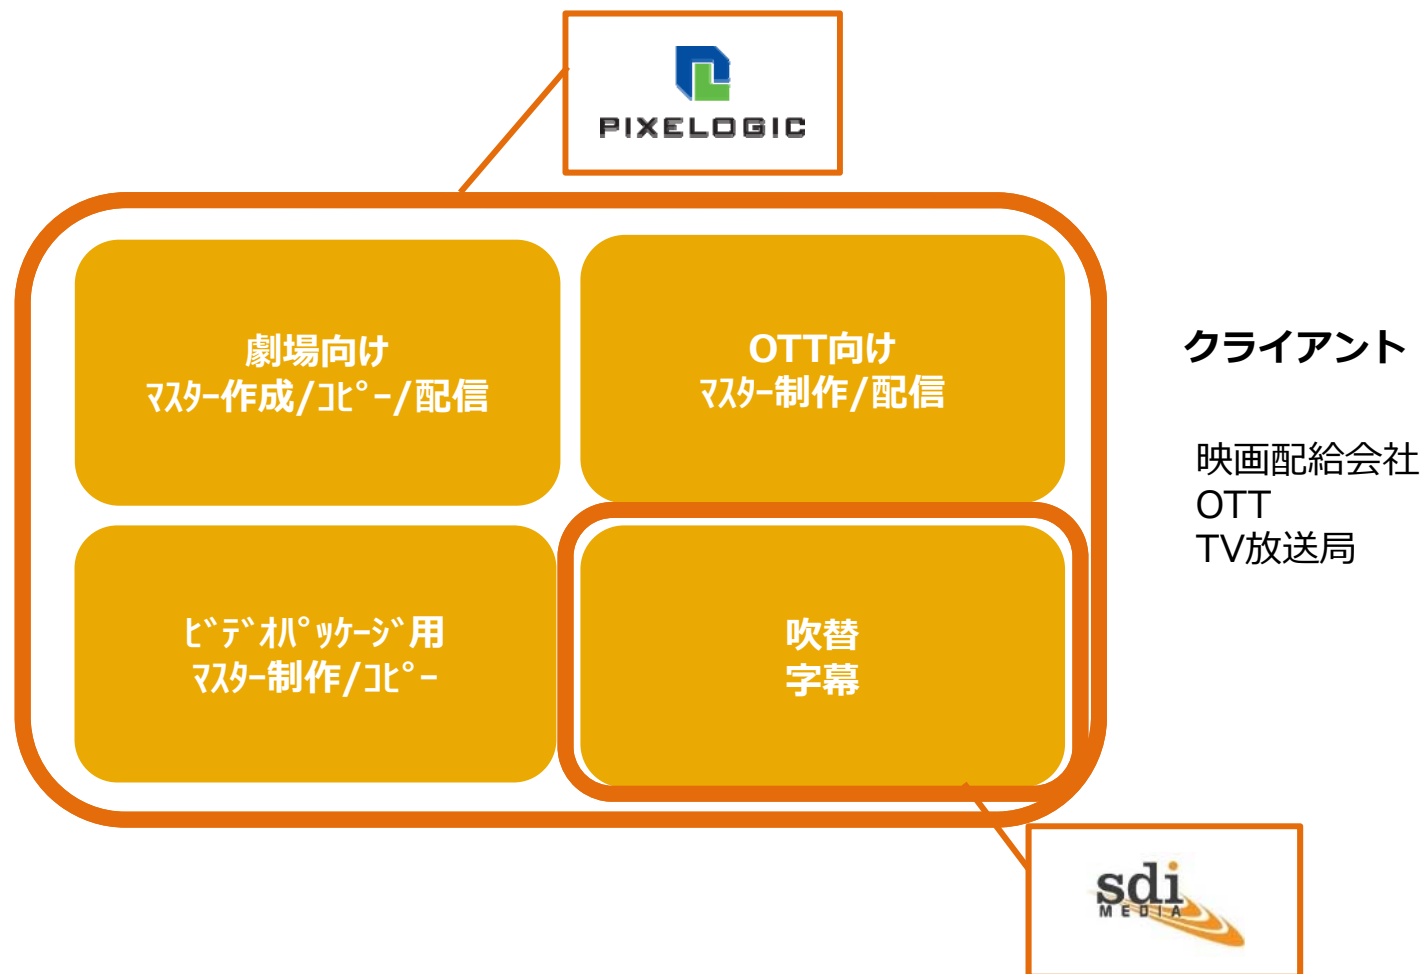 PIXELOGIC
劇場向け
ﾏｽﾀｰ作成/ｺﾋﾟｰ/配信
OTT向け
ﾏｽﾀｰ制作/配信
ﾋﾞﾃﾞｵﾊﾟｯｹｰｼﾞ用
ﾏｽﾀｰ制作/ｺﾋﾟｰ
吹替
字幕
クライアント
映画配給会社
OTT
TV放送局
sdi
MEDIA